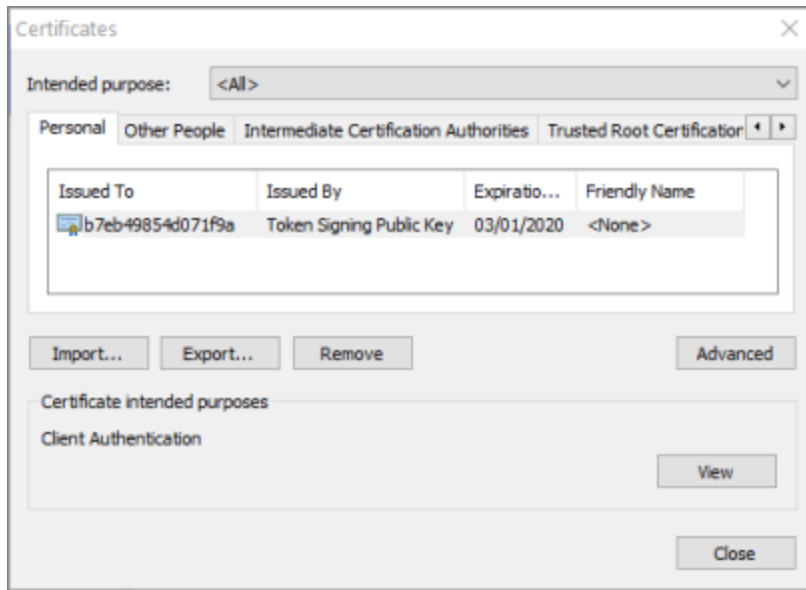 Certificates
Intended purpose: <All>
Personal Other People Intermediate Certification Authorities Trusted Root Certification
Issued To Issued By Expiratio... Friendly Name
b7eb49854d071f9a Token Signing Public Key 03/01/2020 <None>
Import... Export... Remove Advanced
Certificate intended purposes
Client Authentication
View
Close